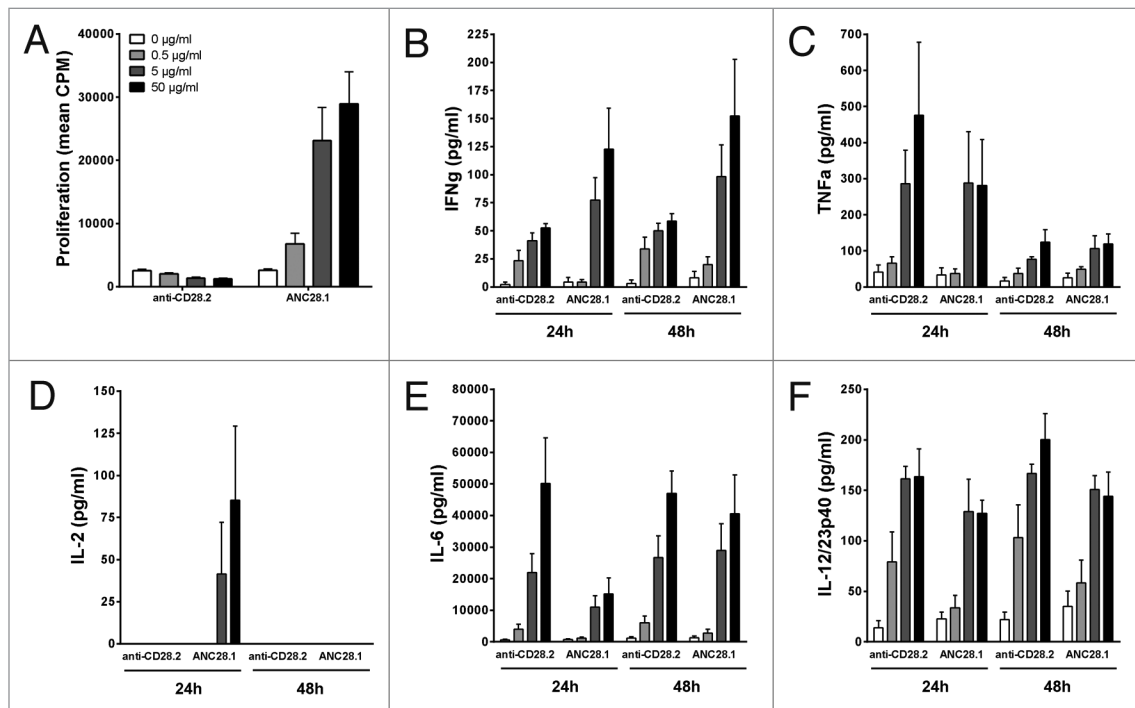 A
Proliferation (mean CPM)
40000
30000
20000
10000
0
0 µg/ml
0.5 µg/ml
5 µg/ml
50 µg/ml
anti-CD28.2 ANC28.1
B
IFNg (pg/ml)
225
200
175
150
125
100
75
50
25
0
anti-CD28.2 ANC28.1 anti-CD28.2 ANC28.1
24h 48h
C
TNFa (pg/ml)
700
600
500
400
300
200
100
0
anti-CD28.2 ANC28.1 anti-CD28.2 ANC28.1
24h 48h
D
IL-2 (pg/ml)
150
125
100
75
50
25
0
anti-CD28.2 ANC28.1 anti-CD28.2 ANC28.1
24h 48h
E
IL-6 (pg/ml)
80000
70000
60000
50000
40000
30000
20000
10000
0
anti-CD28.2 ANC28.1 anti-CD28.2 ANC28.1
24h 48h
F
IL-12/23p40 (pg/ml)
250
200
150
100
50
0
anti-CD28.2 ANC28.1 anti-CD28.2 ANC28.1
24h 48h